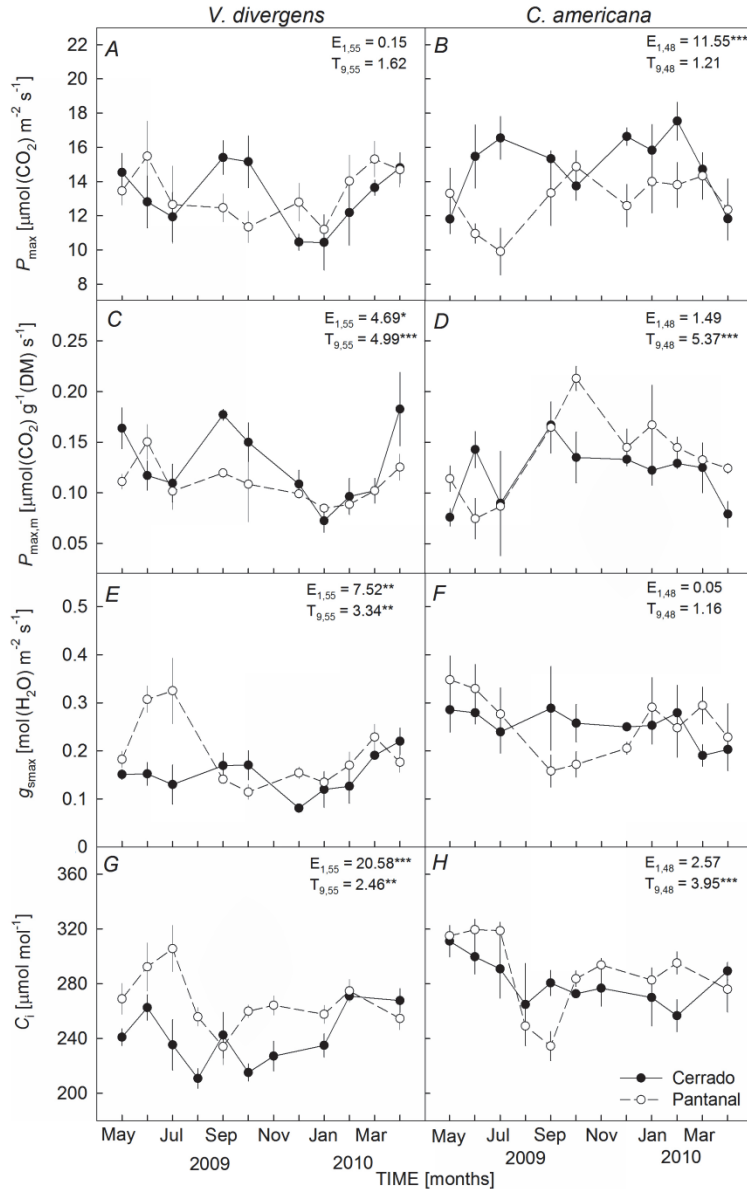 V. divergens C. americana
A
E1,55 = 0.15
T9,55 = 1.62
B
E1,48 = 11.55***
T9,48 = 1.21
22
20
18
16
14
12
10
8
Pmax [µmol(CO2) m-2 s-1]
C
E1,55 = 4.69*
T9,55 = 4.99***
D
E1,48 = 1.49
T9,48 = 5.37***
0.25
0.20
0.15
0.10
0.05
Pmax,m [µmol(CO2) g-1(DM) s-1]
E
E1,55 = 7.52**
T9,55 = 3.34**
F
E1,48 = 0.05
T9,48 = 1.16
0.5
0.4
0.3
0.2
0.1
0
gsmax [mol(H2O) m-2 s-1]
G
E1,55 = 20.58***
T9,55 = 2.46**
H
E1,48 = 2.57
T9,48 = 3.95***
360
320
280
240
200
Ci [µmol mol-1]
Cerrado
Pantanal
May Jul Sep Nov Jan Mar May Jul Sep Nov Jan Mar
2009 2010 2009 2010
TIME [months]